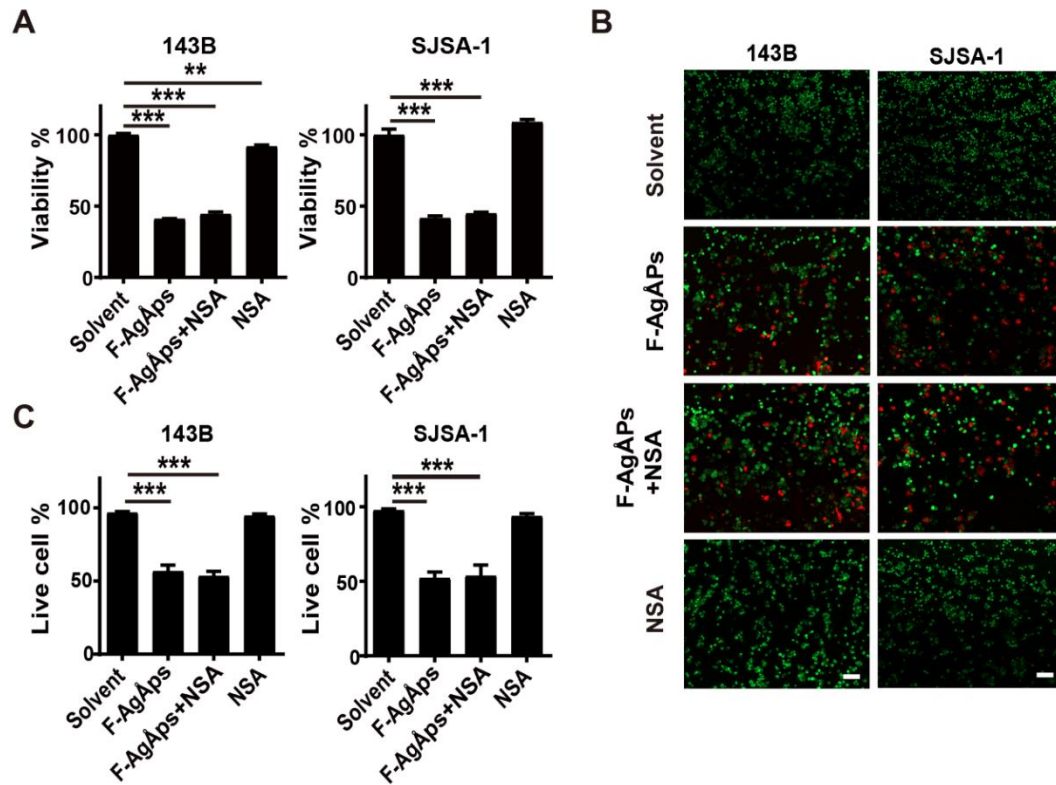 A
143B
**
***
***
Viability %
100
50
0
Solvent
F-AgÅps
F-AgÅps+NSA
NSA
SJSA-1
***
***
Viability %
100
50
0
Solvent
F-AgÅps
F-AgÅps+NSA
NSA
B
143B
SJSA-1
Solvent
F-AgÅPs
F-AgÅPs
+NSA
NSA
C
143B
***
***
Live cell %
100
50
0
Solvent
F-AgÅps
F-AgÅps+NSA
NSA
SJSA-1
***
***
Live cell %
100
50
0
Solvent
F-AgÅps
F-AgÅps+NSA
NSA